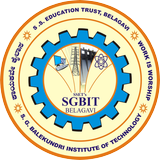 S .S. EDUCATION TRUST, BELAGAVI
WORK IS WORSHIP
SSET's
SGBIT
BELAGAVI
S. G. BALEKUNDRI INSTITUTE OF TECHNOLOGY